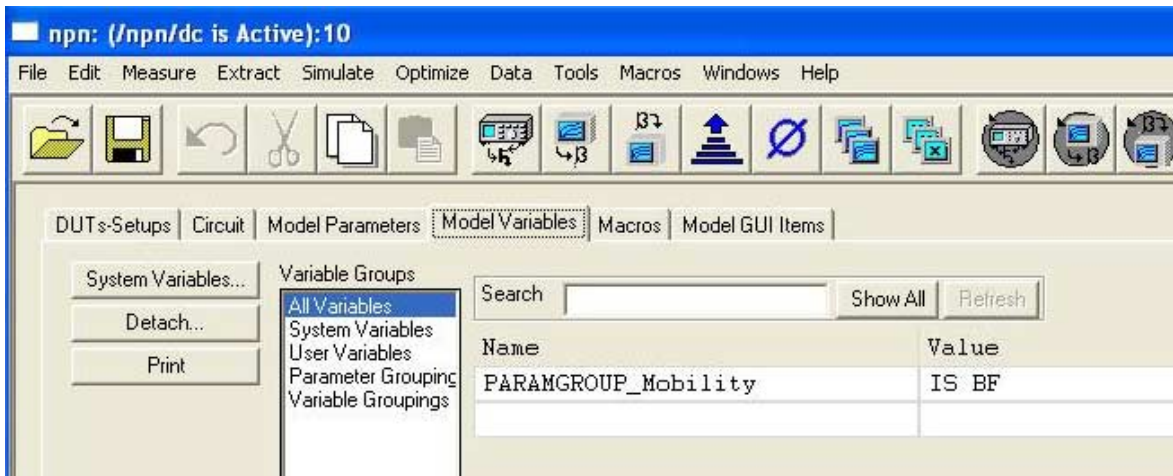 npn: (/npn/dc is Active):10
File Edit Measure Extract Simulate Optimize Data Tools Macros Windows Help
DUTs-Setups Circuit Model Parameters Model Variables Macros Model GUI Items
System Variables...
Detach...
Print
Variable Groups
All Variables
System Variables
User Variables
Parameter Grouping
Variable Groupings
Search Show All Refresh
Name Value
PARAMGROUP_Mobility IS BF